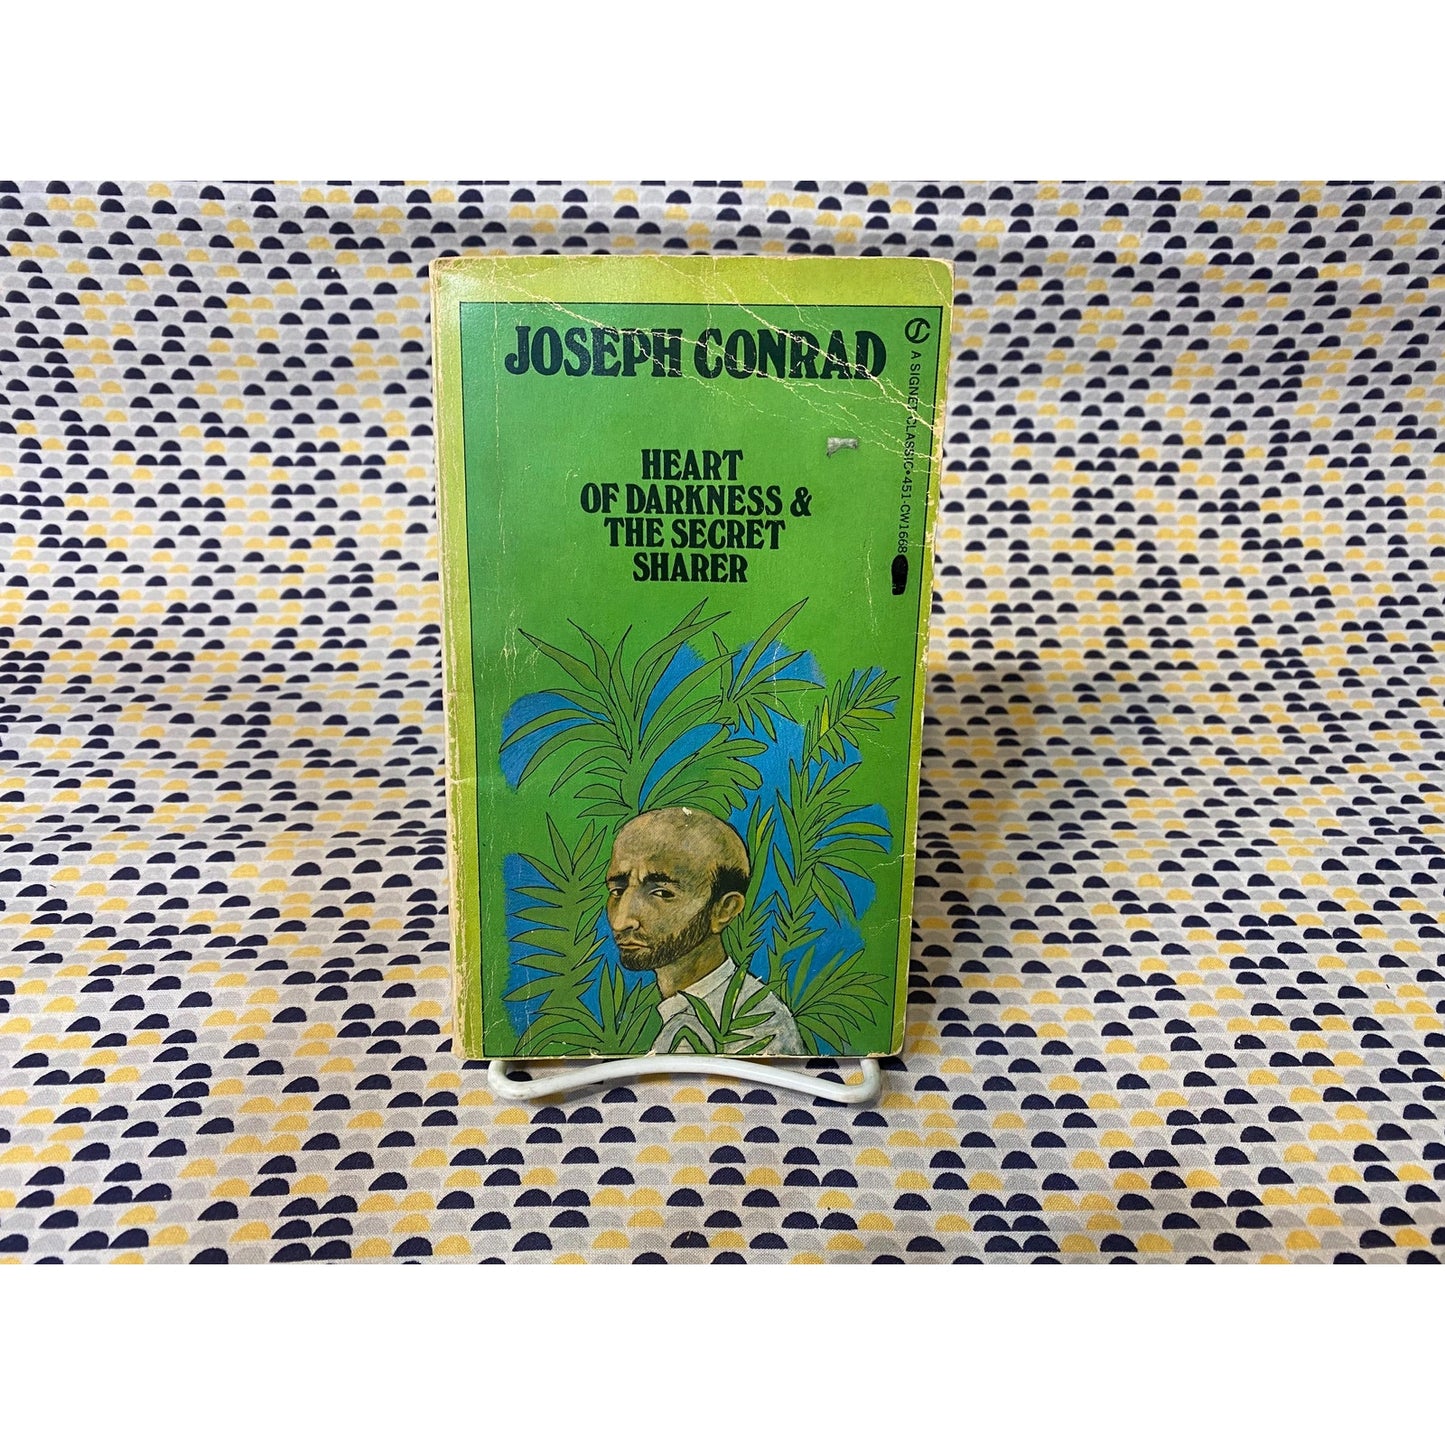 JOSEPH CONRAD
HEART
OF DARKNESS &
THE SECRET
SHARER
A SIGNET CLASSIC•451-CW1668